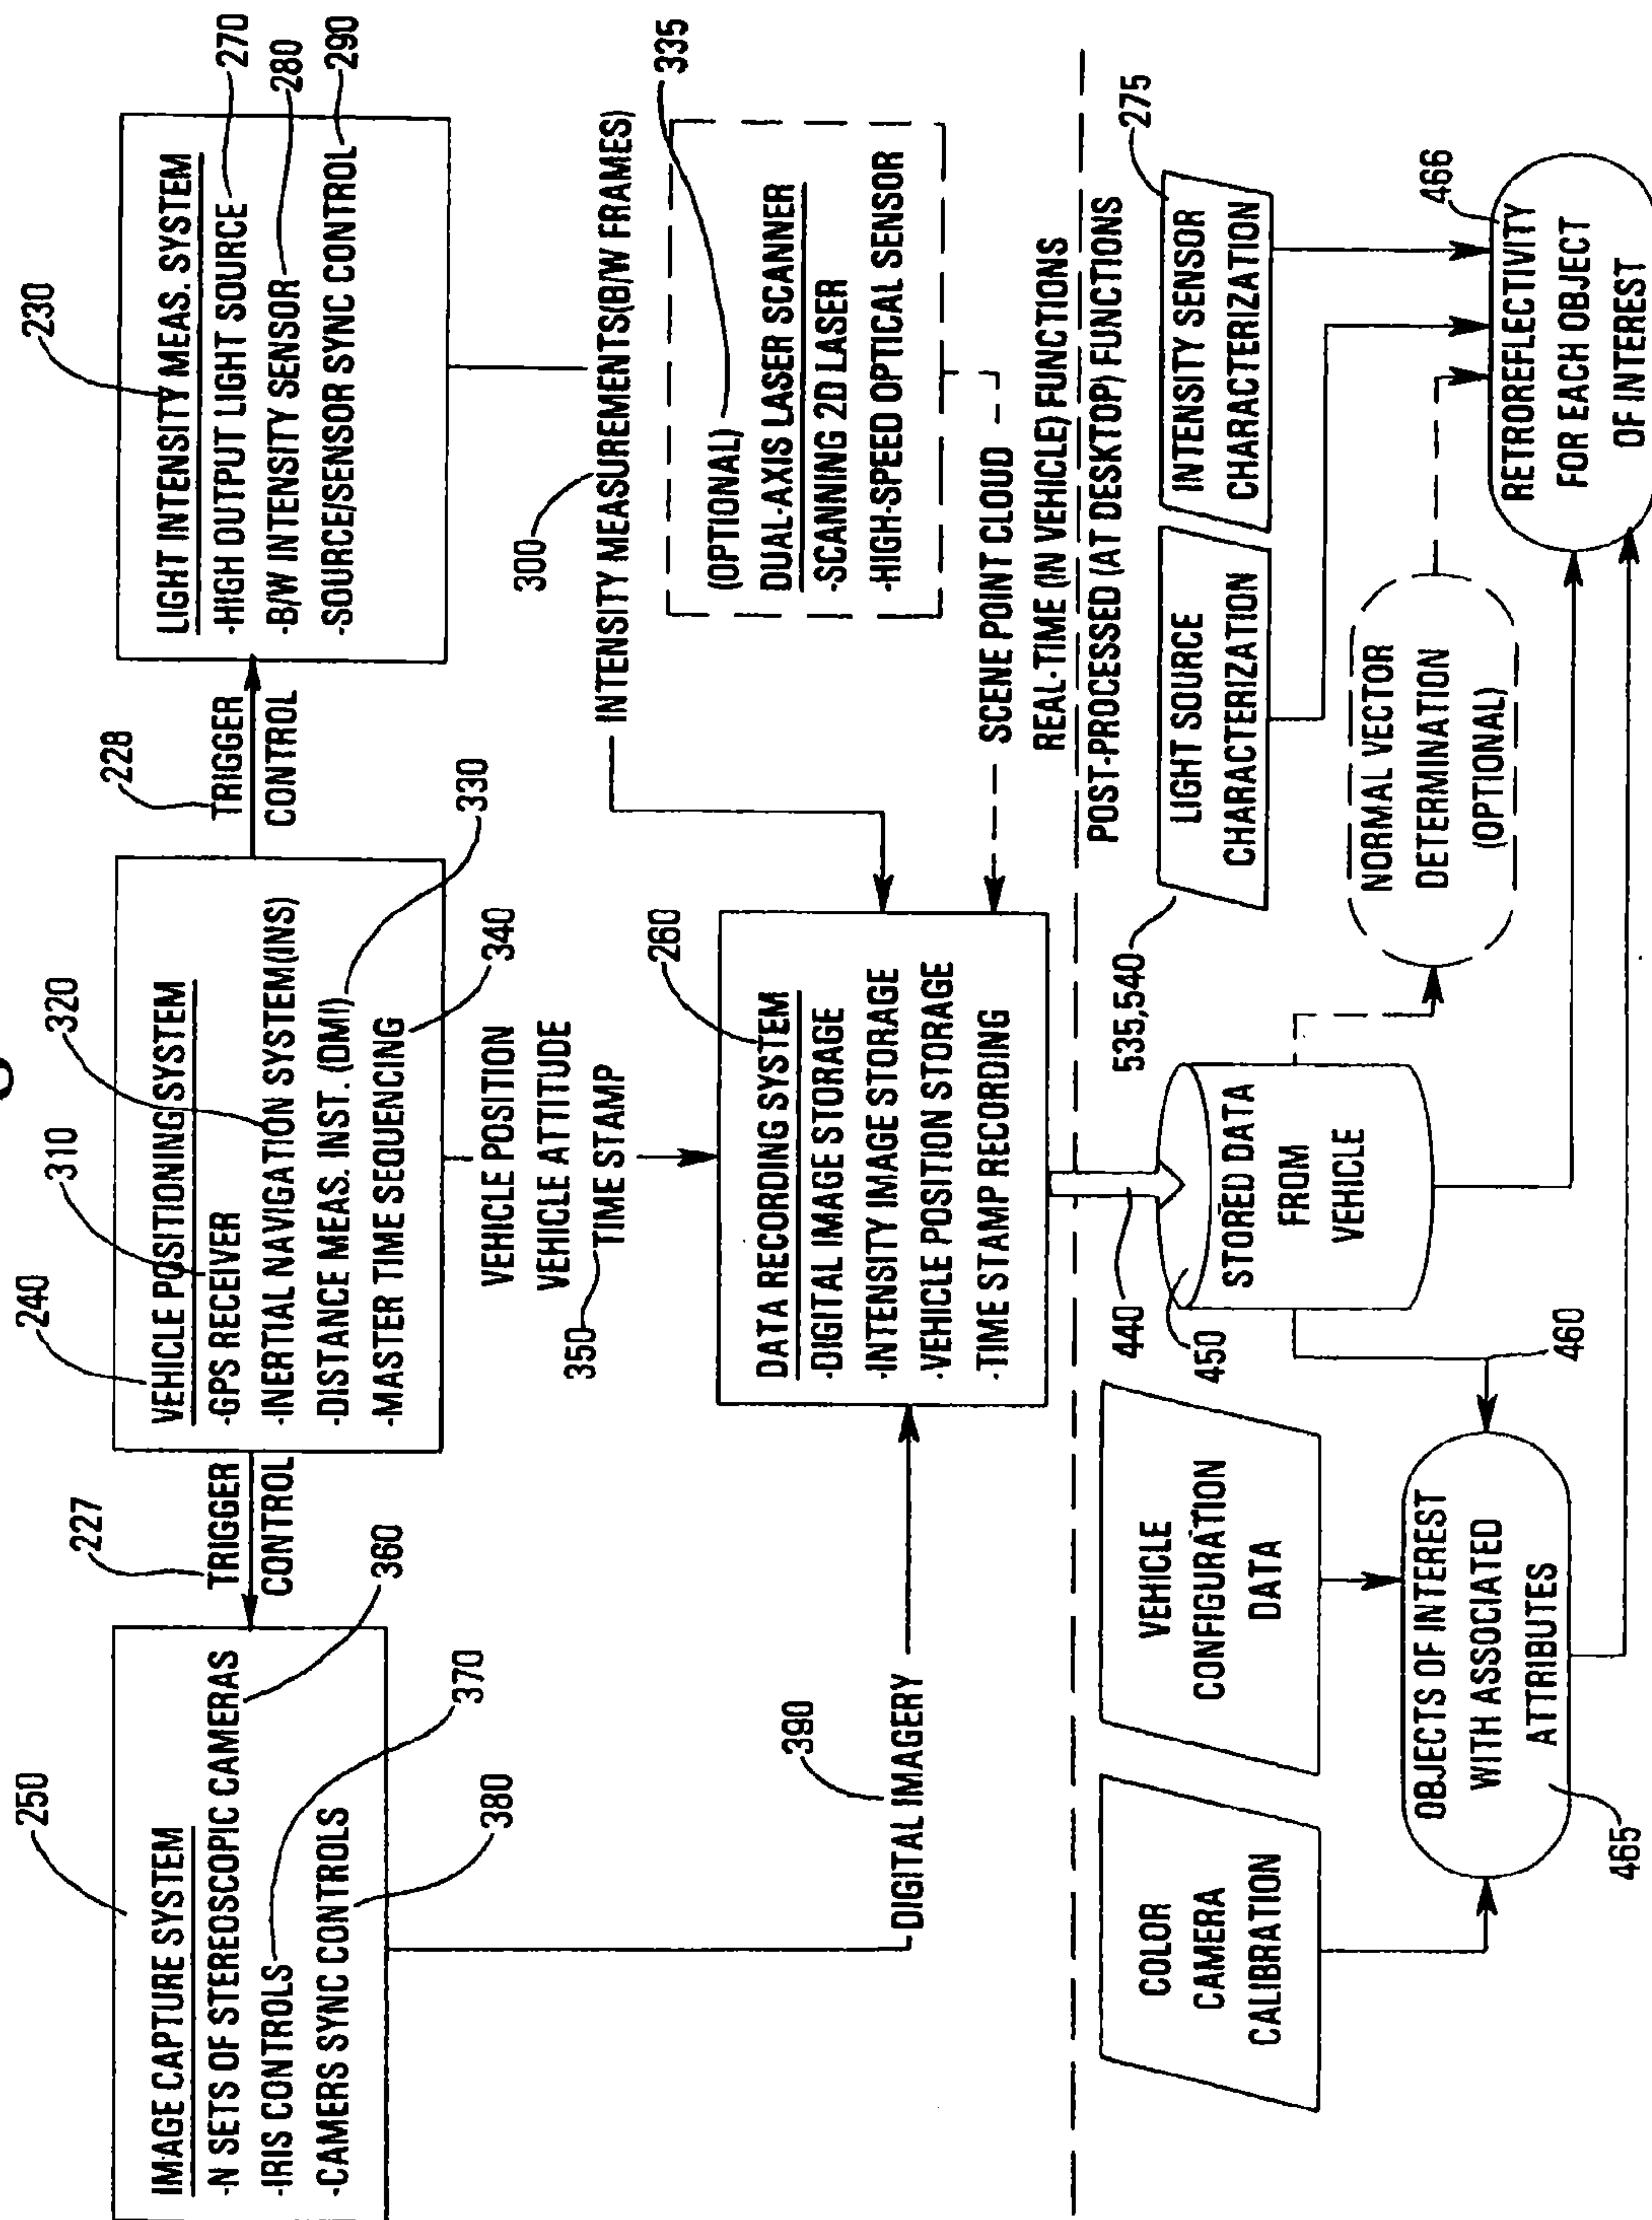 250
IMAGE CAPTURE SYSTEM
-N SETS OF STEREOSCOPIC CAMERAS
360
-IRIS CONTROLS
370
-CAMERS SYNC CONTROLS
380
227
TRIGGER
CONTROL
240
310
320
VEHICLE POSITIONING SYSTEM
-GPS RECEIVER
-INERTIAL NAVIGATION SYSTEM(INS)
-DISTANCE MEAS. INST. (DMI)
330
-MASTER TIME SEQUENCING
340
228
TRIGGER
CONTROL
230
LIGHT INTENSITY MEAS. SYSTEM
-HIGH OUTPUT LIGHT SOURCE
270
-B/W INTENSITY SENSOR
280
-SOURCE/SENSOR SYNC CONTROL
290
VEHICLE POSITION
VEHICLE ATTITUDE
350
TIME STAMP
300
INTENSITY MEASUREMENTS(B/W FRAMES)
335
(OPTIONAL)
DUAL-AXIS LASER SCANNER
-SCANNING 2D LASER
-HIGH-SPEED OPTICAL SENSOR
260
DATA RECORDING SYSTEM
-DIGITAL IMAGE STORAGE
-INTENSITY IMAGE STORAGE
-VEHICLE POSITION STORAGE
-TIME STAMP RECORDING
390
DIGITAL IMAGERY
SCENE POINT CLOUD
REAL-TIME (IN VEHICLE) FUNCTIONS
POST-PROCESSED (AT DESKTOP) FUNCTIONS
COLOR
CAMERA
CALIBRATION
VEHICLE
CONFIGURATION
DATA
440
450
STORED DATA
FROM
VEHICLE
460
535,540
LIGHT SOURCE
CHARACTERIZATION
275
INTENSITY SENSOR
CHARACTERIZATION
OBJECTS OF INTEREST
WITH ASSOCIATED
ATTRIBUTES
465
NORMAL VECTOR
DETERMINATION
(OPTIONAL)
466
RETROREFLECTIVITY
FOR EACH OBJECT
OF INTEREST